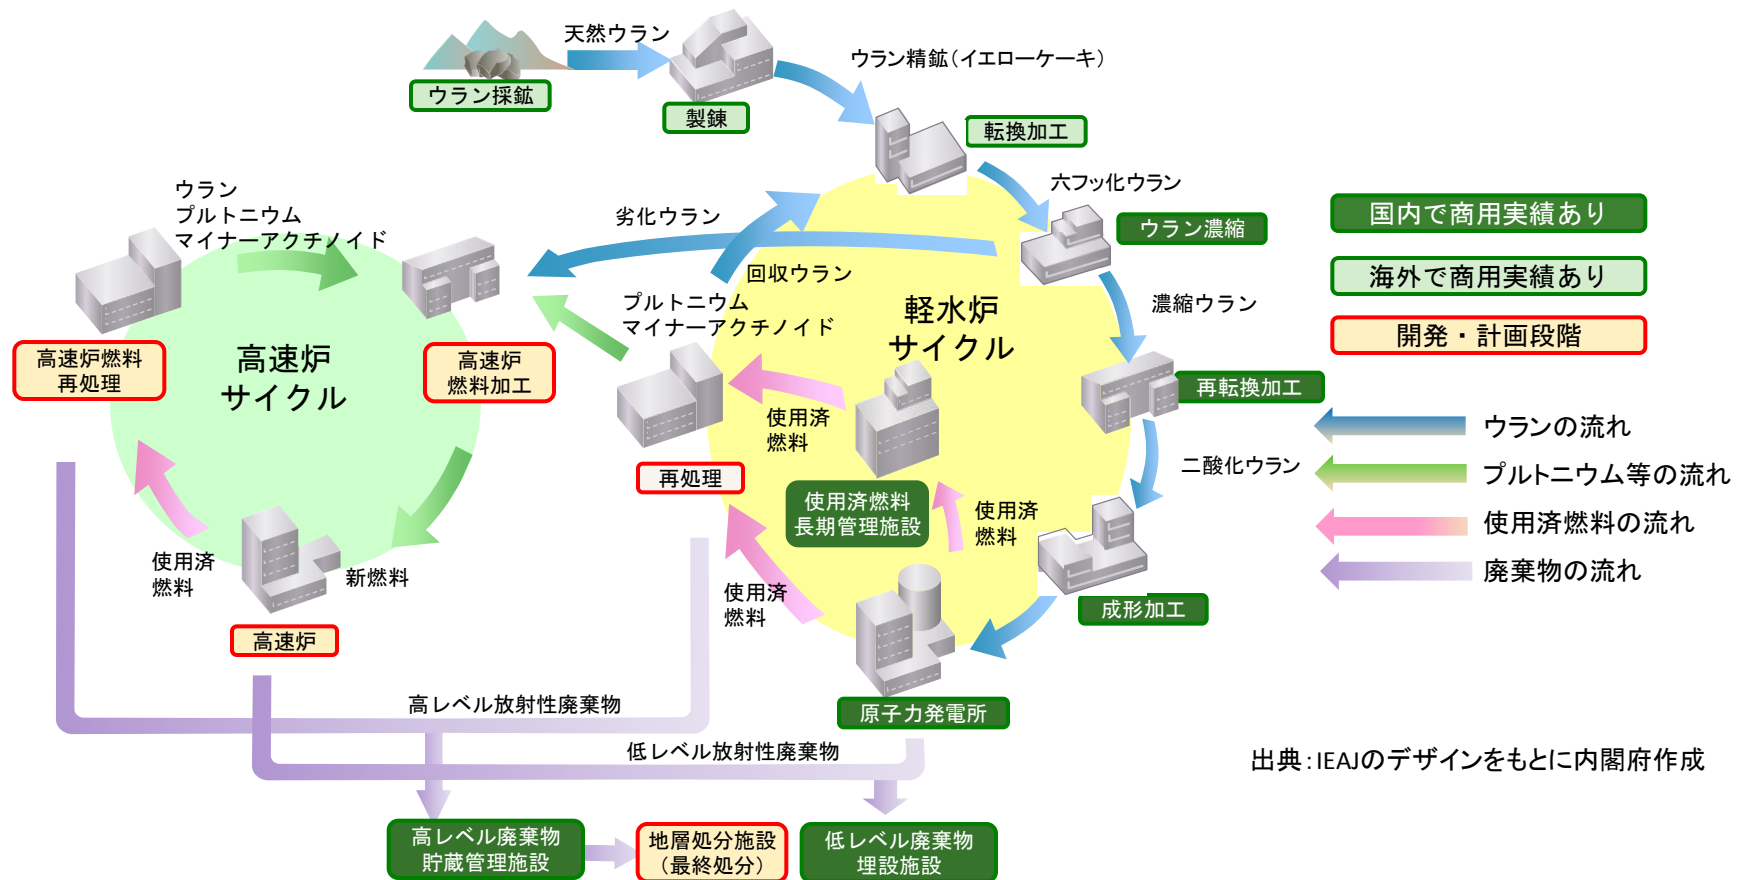 天然ウラン
ウラン採鉱
製錬
ウラン精鉱(イエローケーキ)
転換加工
六フッ化ウラン
ウラン濃縮
濃縮ウラン
再転換加工
二酸化ウラン
成形加工
原子力発電所
軽水炉
サイクル
劣化ウラン
回収ウラン
プルトニウム
マイナーアクチノイド
使用済
燃料
再処理
使用済燃料
長期管理施設
使用済
燃料
使用済
燃料
ウラン
プルトニウム
マイナーアクチノイド
高速炉燃料
再処理
高速炉
サイクル
高速炉
燃料加工
使用済
燃料
新燃料
高速炉
高レベル放射性廃棄物
低レベル放射性廃棄物
高レベル廃棄物
貯蔵管理施設
地層処分施設
(最終処分)
低レベル廃棄物
埋設施設
国内で商用実績あり
海外で商用実績あり
開発・計画段階
ウランの流れ
プルトニウム等の流れ
使用済燃料の流れ
廃棄物の流れ
出典:IEAJのデザインをもとに内閣府作成